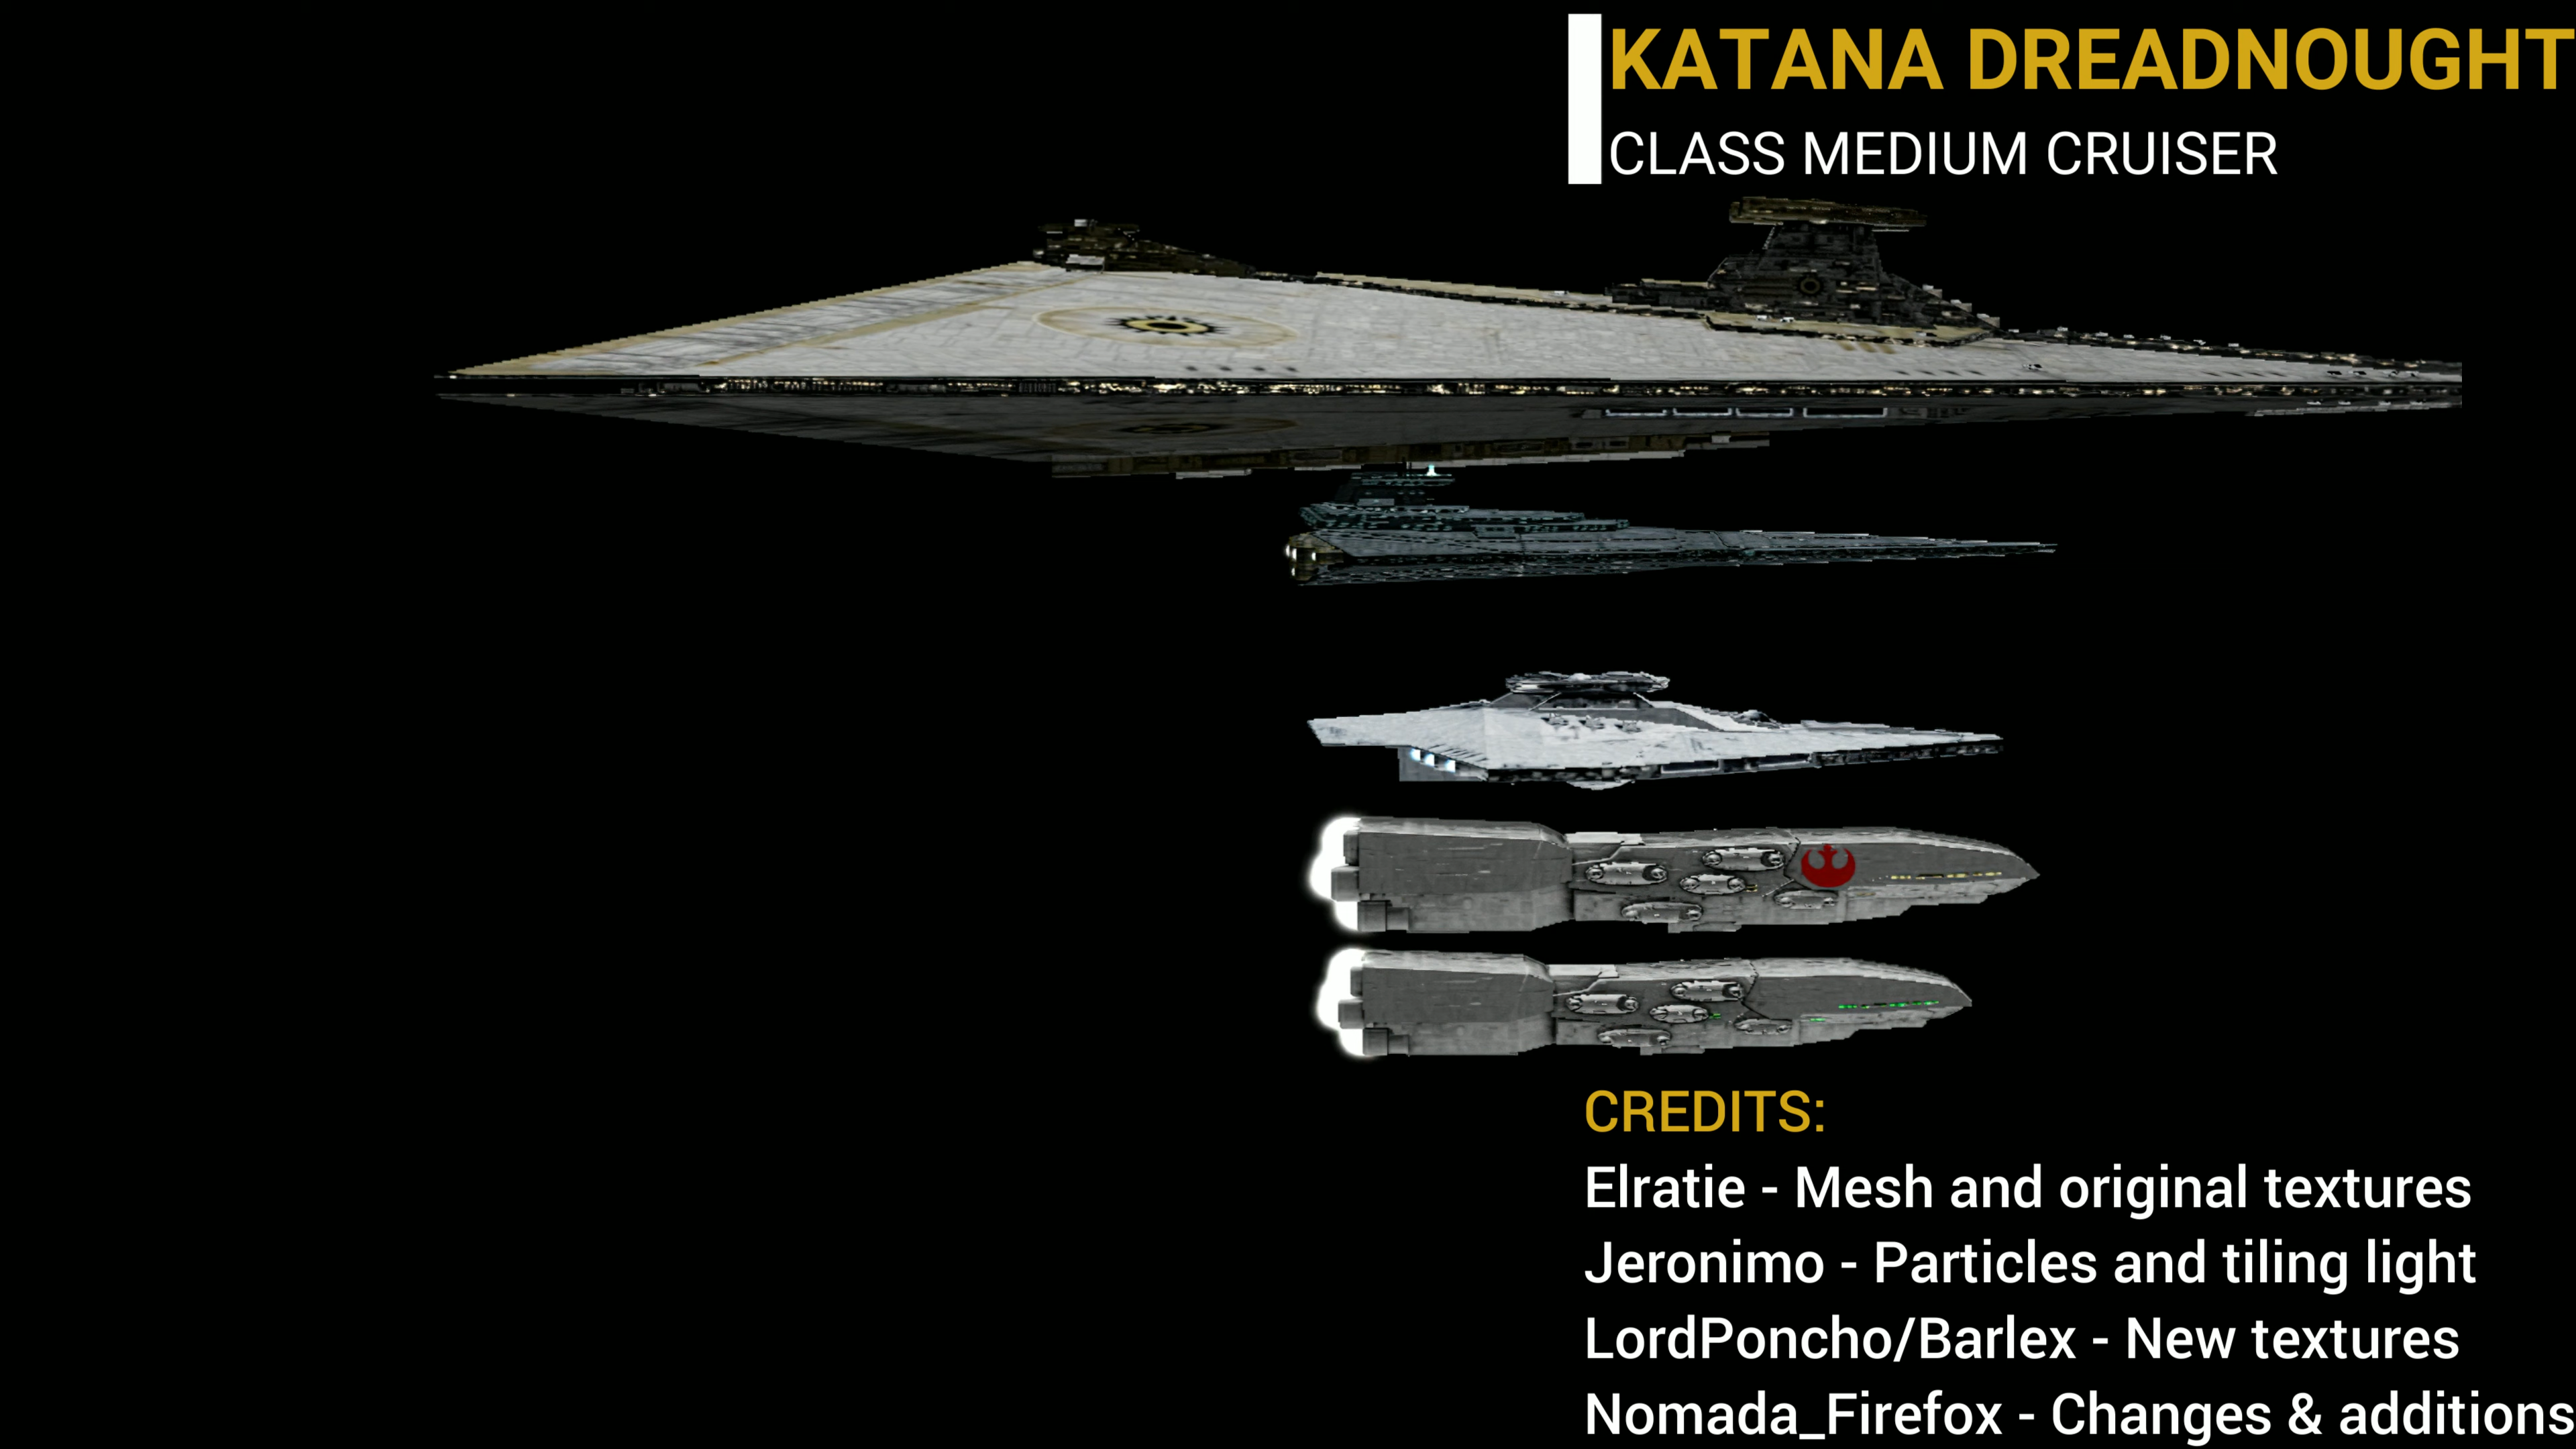 KATANA DREADNOUGHT
CLASS MEDIUM CRUISER
CREDITS:
Elratie - Mesh and original textures
Jeronimo - Particles and tiling light
LordPoncho/Barlex - New textures
Nomada_Firefox - Changes & additions